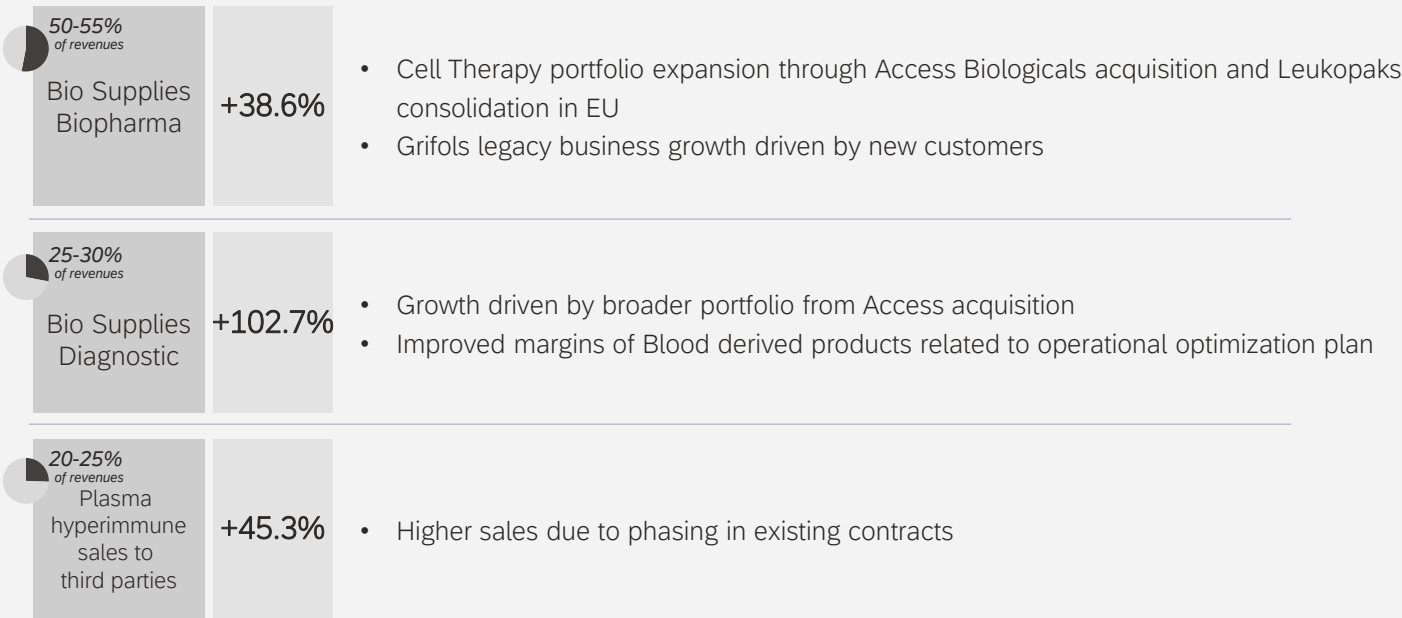 50-55%
of revenues
Bio Supplies
Biopharma
+38.6%
• Cell Therapy portfolio expansion through Access Biologicals acquisition and Leukopaks
consolidation in EU
• Grifols legacy business growth driven by new customers
25-30%
of revenues
Bio Supplies
Diagnostic
+102.7%
• Growth driven by broader portfolio from Access acquisition
• Improved margins of Blood derived products related to operational optimization plan
20-25%
of revenues
Plasma
hyperimmune
sales to
third parties
+45.3%
• Higher sales due to phasing in existing contracts